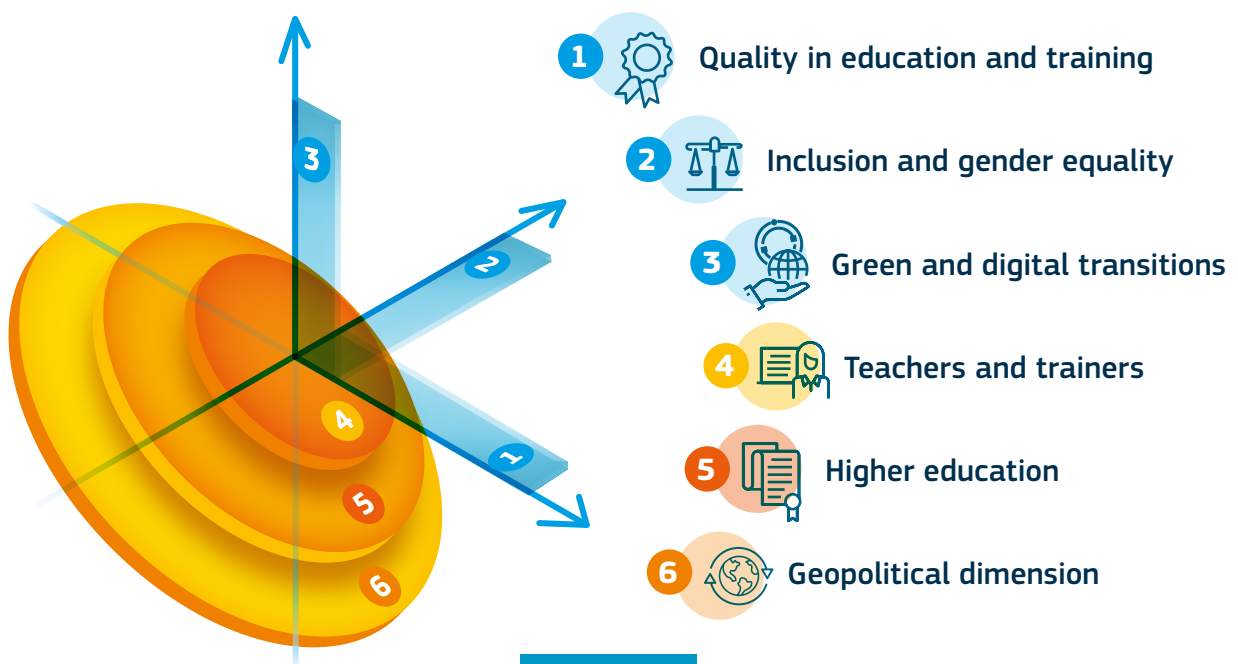 3
2
1
4
5
6
1 Quality in education and training
2 Inclusion and gender equality
3 Green and digital transitions
4 Teachers and trainers
5 Higher education
6 Geopolitical dimension